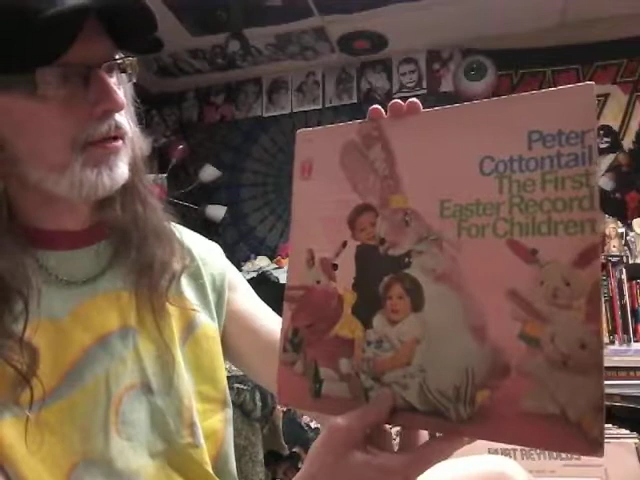 Peter
Cottontail
The First
Easter Record
For Children
BURT REYNOLDS